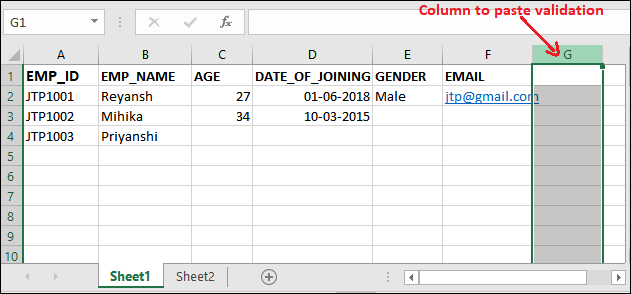 Column to paste validation
G1 fx
A B C D E F G
1 EMP_ID EMP_NAME AGE DATE_OF_JOINING GENDER EMAIL
2 JTP1001 Reyansh 27 01-06-2018 Male jtp@gmail.com
3 JTP1002 Mihika 34 10-03-2015
4 JTP1003 Priyanshi
5
6
7
8
9
10
Sheet1 Sheet2